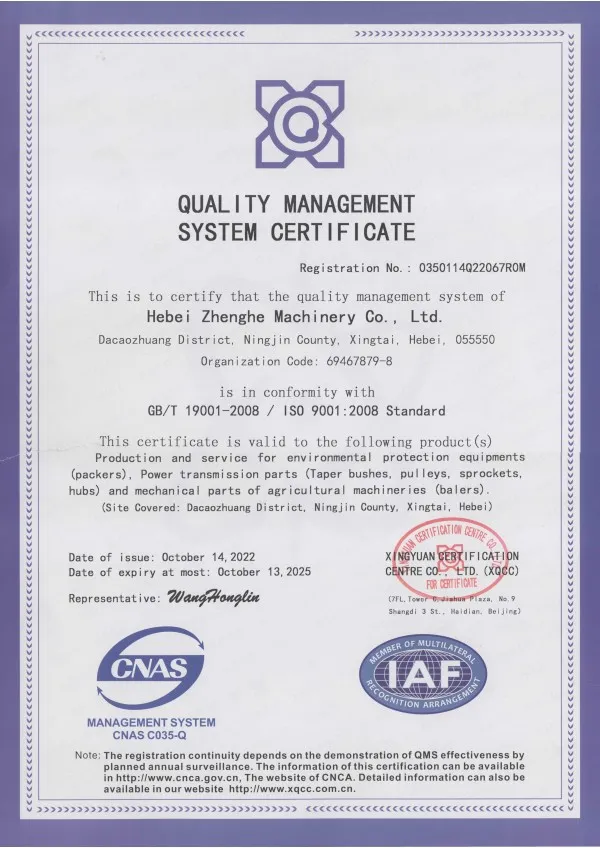 QUALITY MANAGEMENT
SYSTEM CERTIFICATE
Registration No.: 0350114Q22067R0M
This is to certify that the quality management system of
Hebei Zhenghe Machinery Co., Ltd.
Dacaozhuang District, Ningjin County, Xingtai, Hebei, 055550
Organization Code: 69467879-8
is in conformity with
GB/T 19001-2008 / ISO 9001:2008 Standard
This certificate is valid to the following product(s)
Production and service for environmental protection equipments
(packers), Power transmission parts (Taper bushes, pulleys, sprockets,
hubs) and mechanical parts of agricultural machineries (balers).
(Site Covered: Dacaozhuang District, Ningjin County, Xingtai, Hebei)
Date of issue: October 14, 2022
Date of expiry at most: October 13, 2025
Representative: WangHonglin
XINGYUAN CERTIFICATION
CENTRE CO., LTD. (XQCC)
(7FL, Tower C, Jiahua Plaza, No. 9
Shangdi 3 St., Haidian, Beijing)
XINGYUAN CERTIFICATION CENTRE CO., LTD
FOR CERTIFICATE
CNAS
MANAGEMENT SYSTEM
CNAS C035-Q
MEMBER OF MULTILATERAL
IAF
RECOGNITION ARRANGEMENT
Note: The registration continuity depends on the demonstration of QMS effectiveness by
planned annual surveillance. The information of this certification can be available
in http://www.cnca.gov.cn, The website of CNCA. Detailed information can also be
available in our website http://www.xqcc.com.cn.